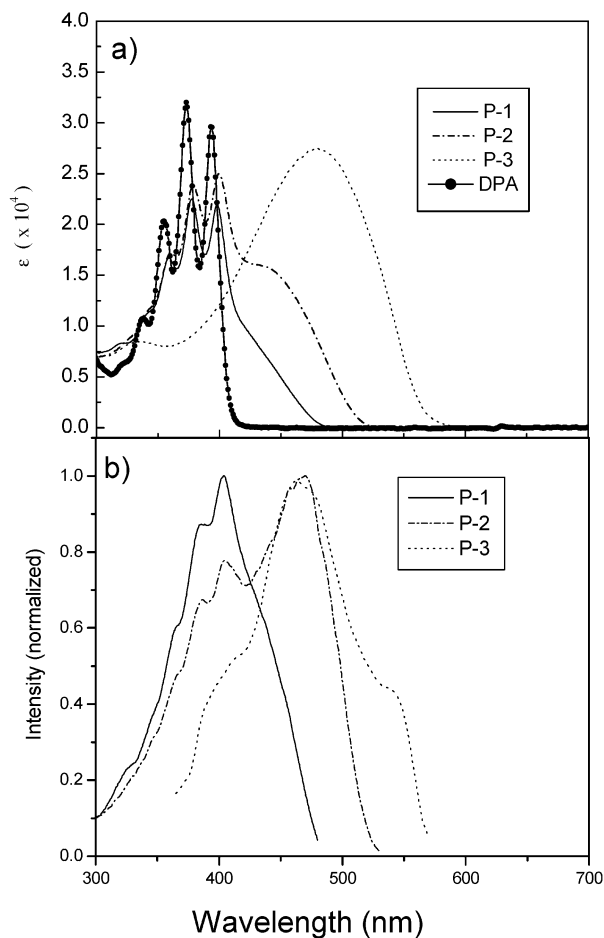 a)
4.0
3.5
3.0
2.5
2.0
1.5
1.0
0.5
0.0
ε ( x 10⁴)
P-1
P-2
P-3
DPA
b)
1.0
0.8
0.6
0.4
0.2
0.0
Intensity (normalized)
P-1
P-2
P-3
300 400 500 600 700
Wavelength (nm)